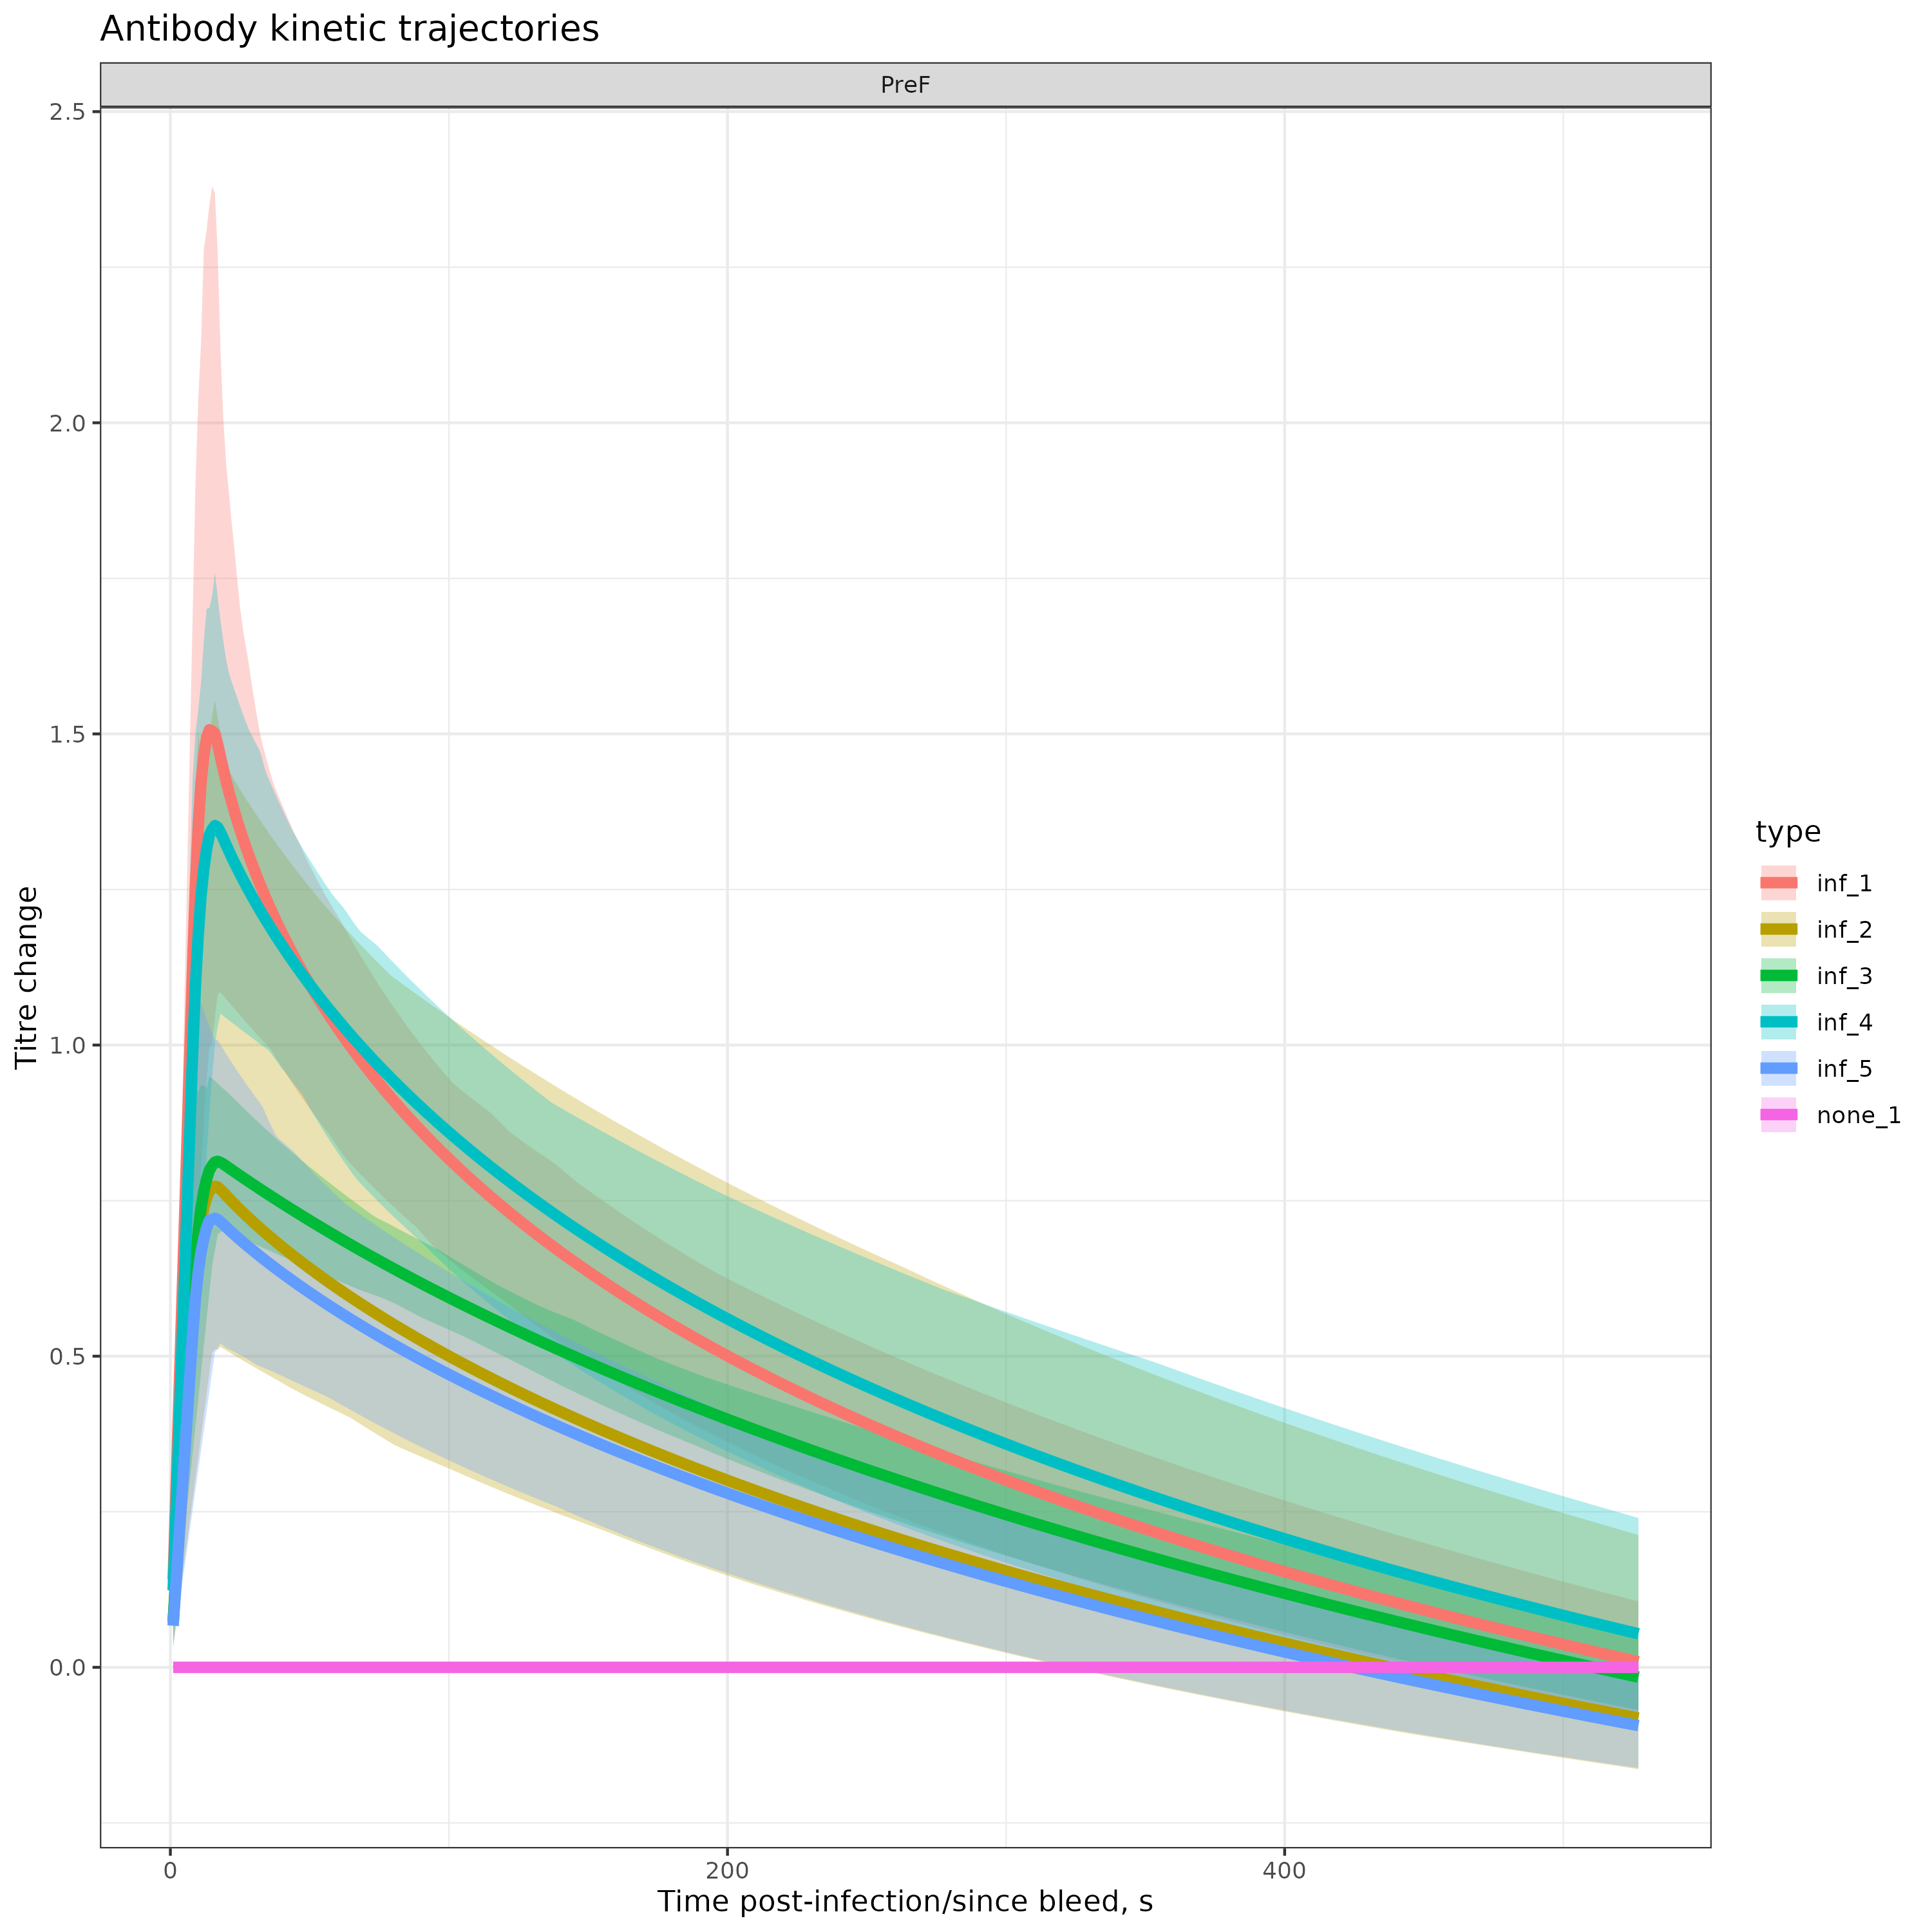 Antibody kinetic trajectories
PreF
2.5
2.0
1.5
1.0
0.5
0.0
Titre change
0
200
400
Time post-infection/since bleed, s
type
inf_1
inf_2
inf_3
inf_4
inf_5
none_1